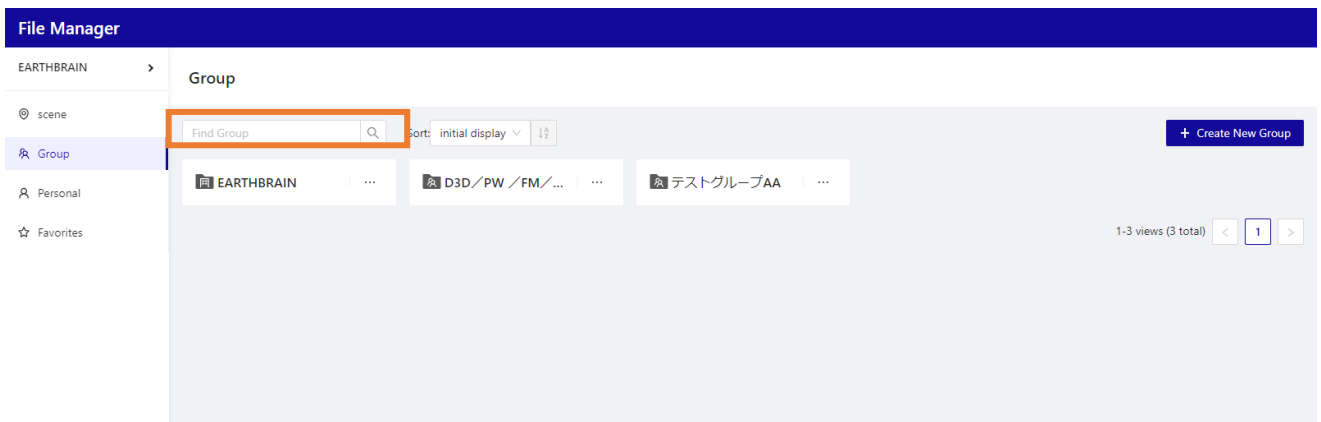 File Manager
EARTHBRAIN
Group
scene
Group
Personal
Favorites
Find Group
Sort: initial display
+ Create New Group
EARTHBRAIN ...
D3D／PW ／FM／... ...
テストグループAA ...
1-3 views (3 total) < 1 >